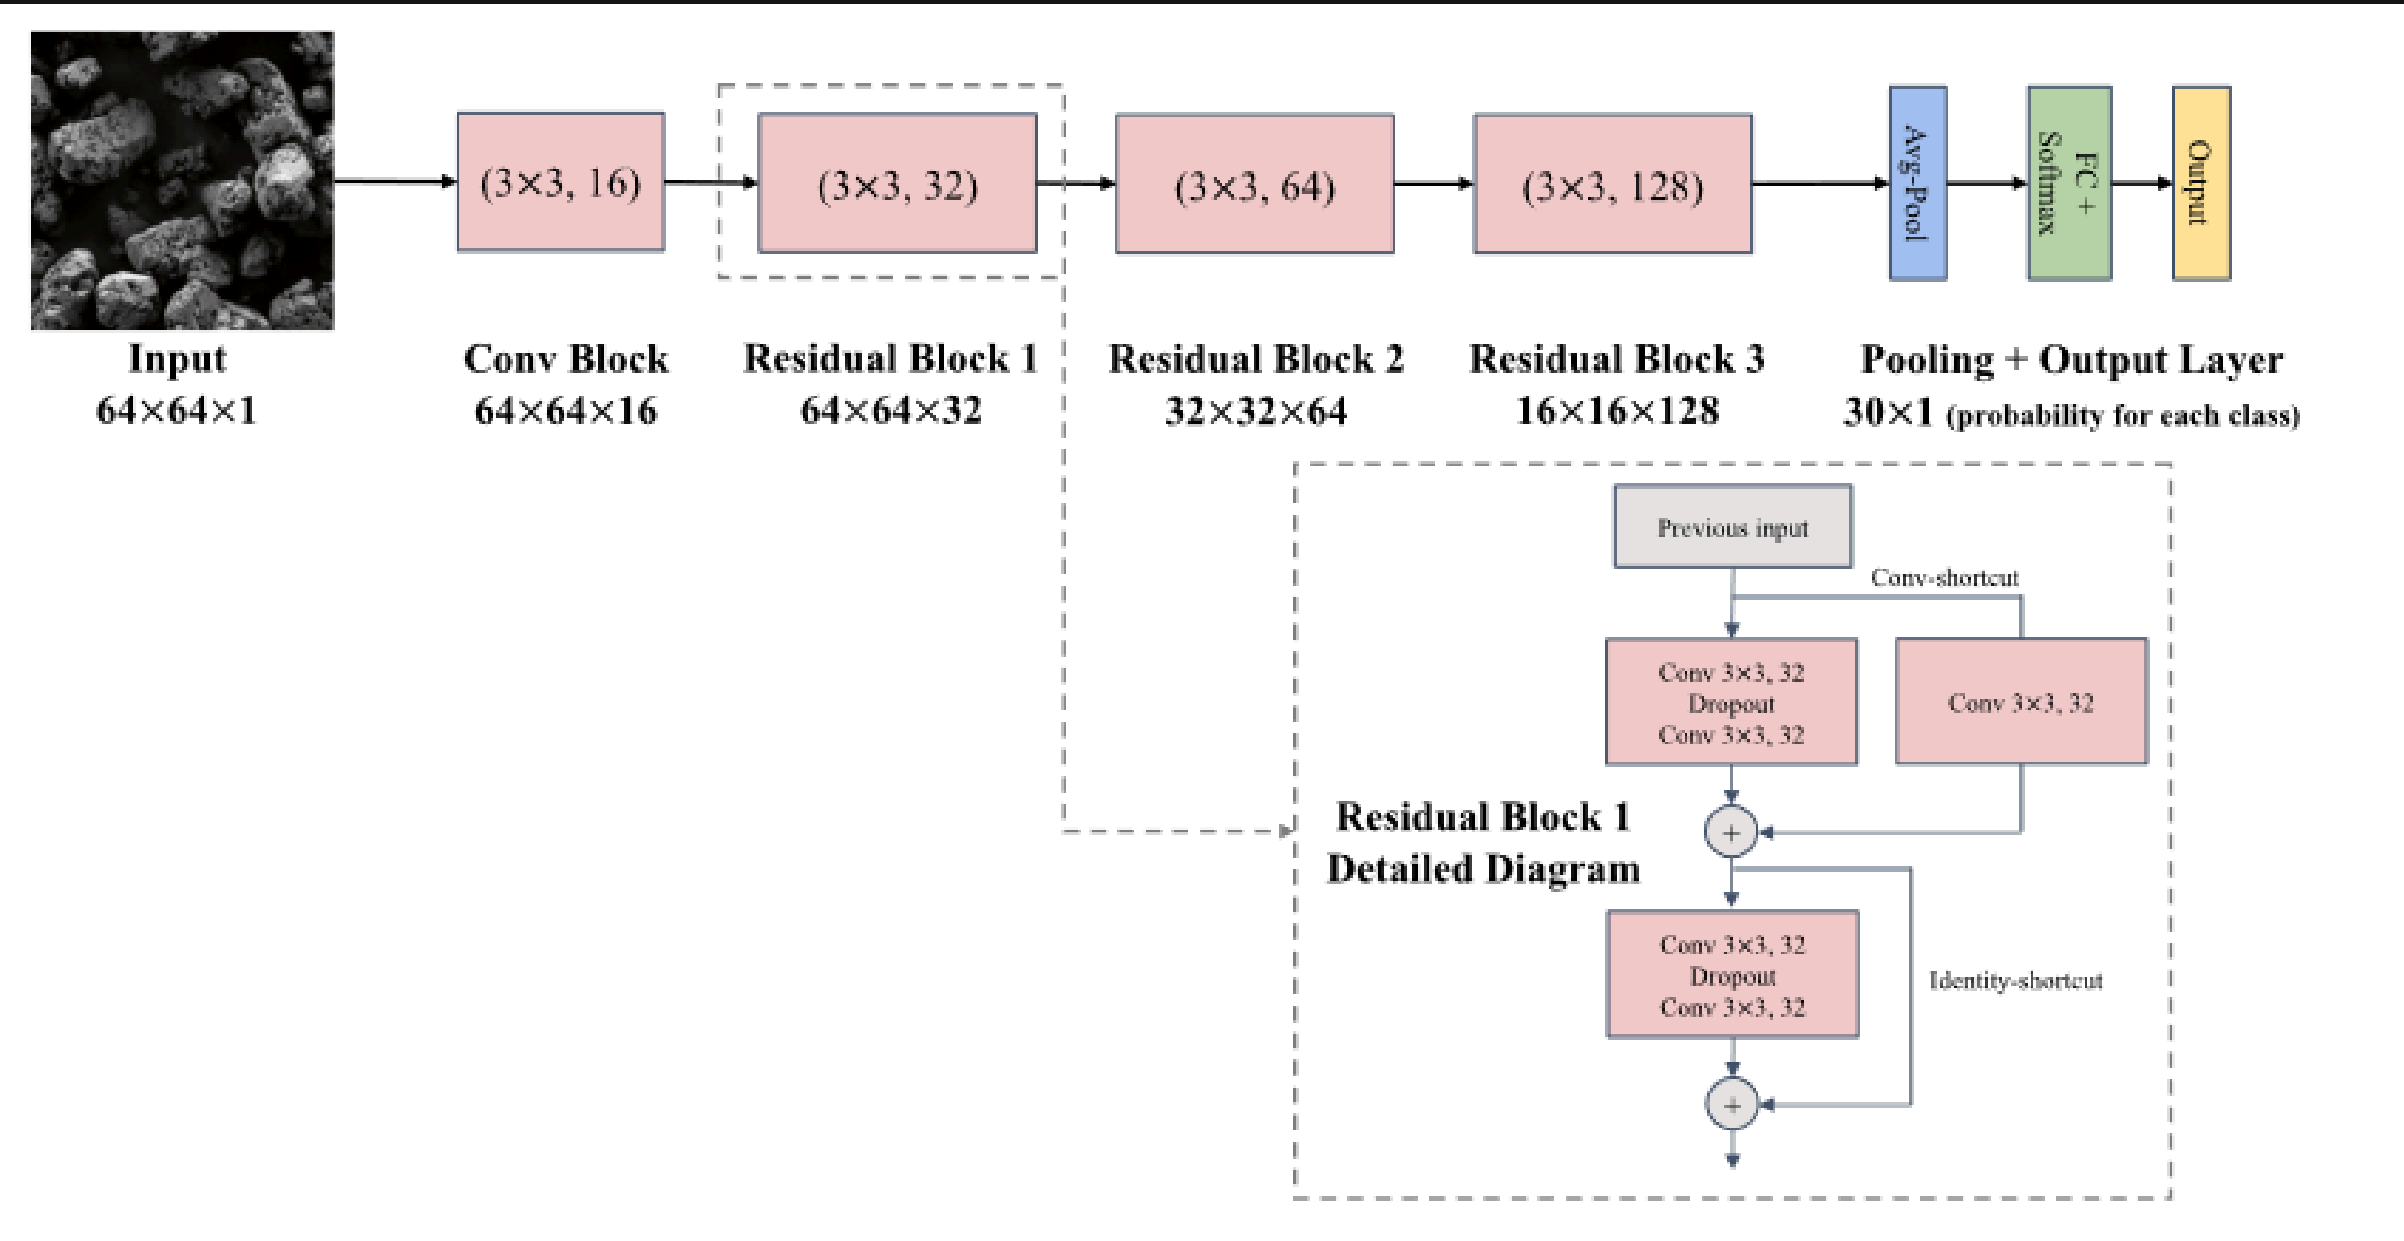 (3×3, 16)
(3×3, 32)
(3×3, 64)
(3×3, 128)
Avg-Pool
FC +
Softmax
Output
Input
64×64×1
Conv Block
64×64×16
Residual Block 1
64×64×32
Residual Block 2
32×32×64
Residual Block 3
16×16×128
Pooling + Output Layer
30×1 (probability for each class)
Previous input
Conv-shortcut
Conv 3×3, 32
Dropout
Conv 3×3, 32
Conv 3×3, 32
+
Residual Block 1
Detailed Diagram
Conv 3×3, 32
Dropout
Conv 3×3, 32
Identity-shortcut
+